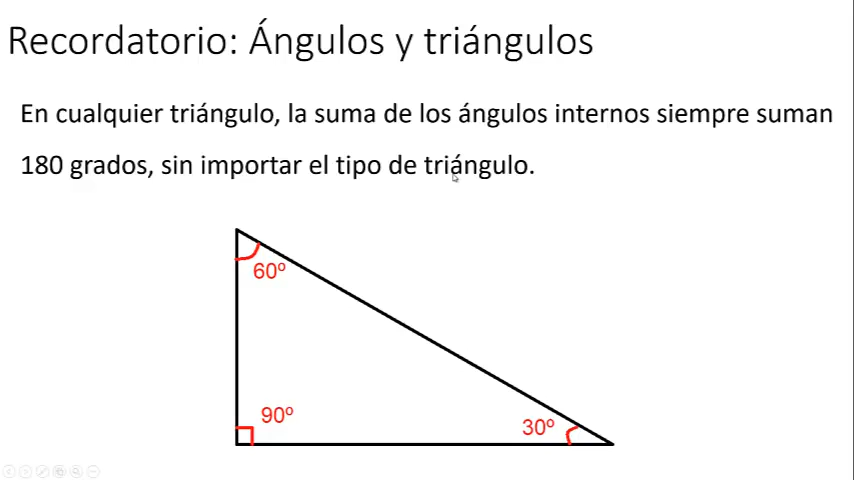 Recordatorio: Ángulos y triángulos
En cualquier triángulo, la suma de los ángulos internos siempre suman
180 grados, sin importar el tipo de triángulo.
60º
90º
30º